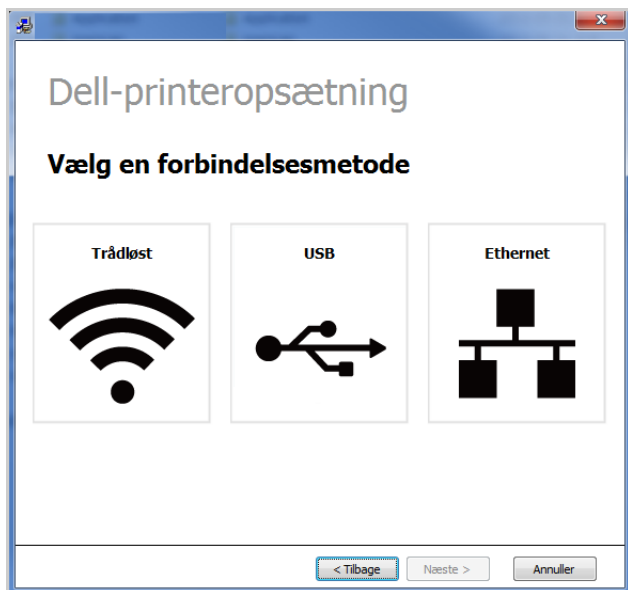 Dell-printeropsætning
Vælg en forbindelsesmetode
Trådløst
USB
Ethernet
< Tilbage
Næste >
Annuller